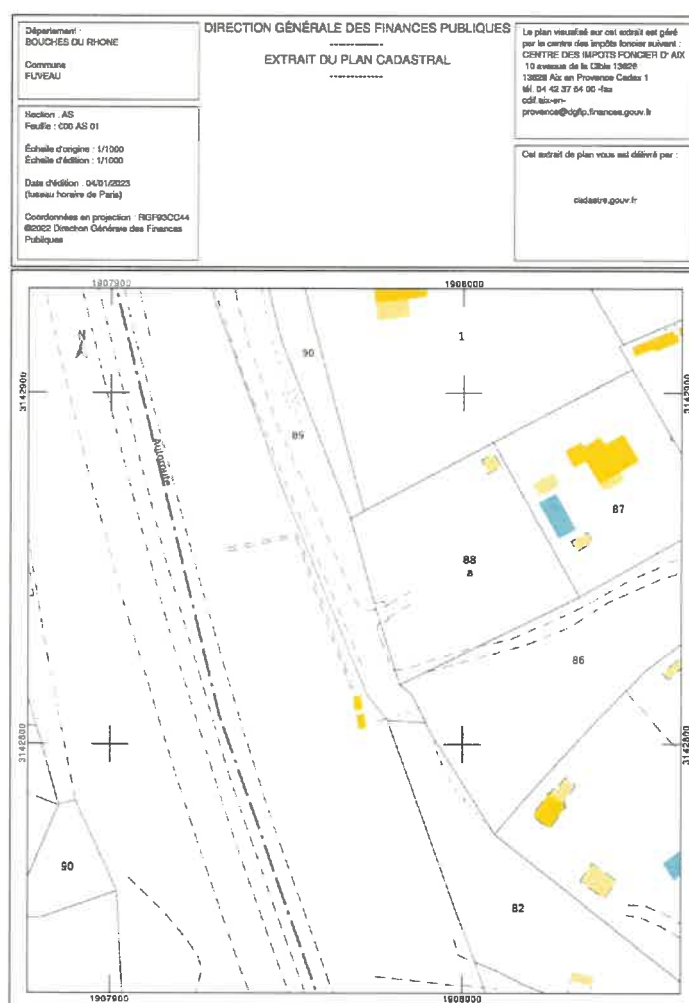 Département :
BOUCHES DU RHONE
Commune
FUVEAU
Section : AS
Feuille : 000 AS 01
Échelle d'origine : 1/1000
Échelle d'édition : 1/1000
Date d'édition : 04/01/2023
(fuseau horaire de Paris)
Coordonnées en projection : RGF93CC44
@2022 Direction Générale des Finances
Publiques
DIRECTION GÉNÉRALE DES FINANCES PUBLIQUES
------------
EXTRAIT DU PLAN CADASTRAL
------------
Le plan visualisé sur cet extrait est géré
par le centre des impôts foncier suivant :
CENTRE DES IMPOTS FONCIER D' AIX
10 avenue de la Cible 13626
13626 Aix en Provence Cedex 1
tél. 04 42 37 54 00 -fax
cdif.aix-en-
provence@dgfip.finances.gouv.fr
Cet extrait de plan vous est délivré par :
cadastre.gouv.fr
1907900
1908000
N
1
90
3142900
3142900
89
Autoroute
87
88
a
86
3142800
3142800
90
82
1907900
1908000